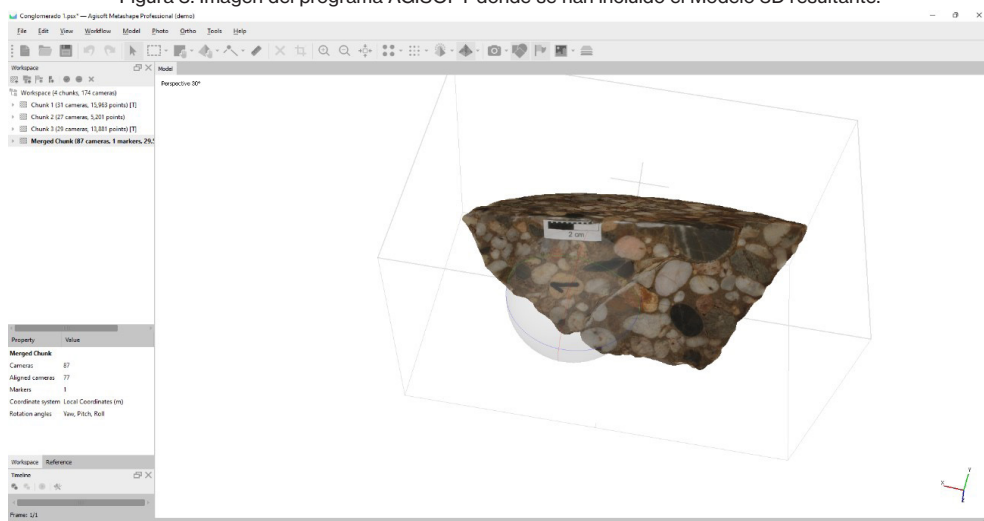 Figura 8. Imagen del programa AGISOFT donde se han incluido el Modelo 3D resultante.
Conglomerado 1.psx* — Agisoft Metashape Professional (demo)
File Edit View Workflow Model Photo Ortho Tools Help
Workspace
Model
Perspective 30°
Workspace (4 chunks, 174 cameras)
Chunk 1 (31 cameras, 15,963 points) [T]
Chunk 2 (27 cameras, 5,201 points)
Chunk 3 (29 cameras, 13,881 points) [T]
Merged Chunk (87 cameras, 1 markers, 29,5
2 cm
1
Property Value
Merged Chunk
Cameras 87
Aligned cameras 77
Markers 1
Coordinate system Local Coordinates (m)
Rotation angles Yaw, Pitch, Roll
Workspace Reference
Timeline
Frame: 1/1
X
Y